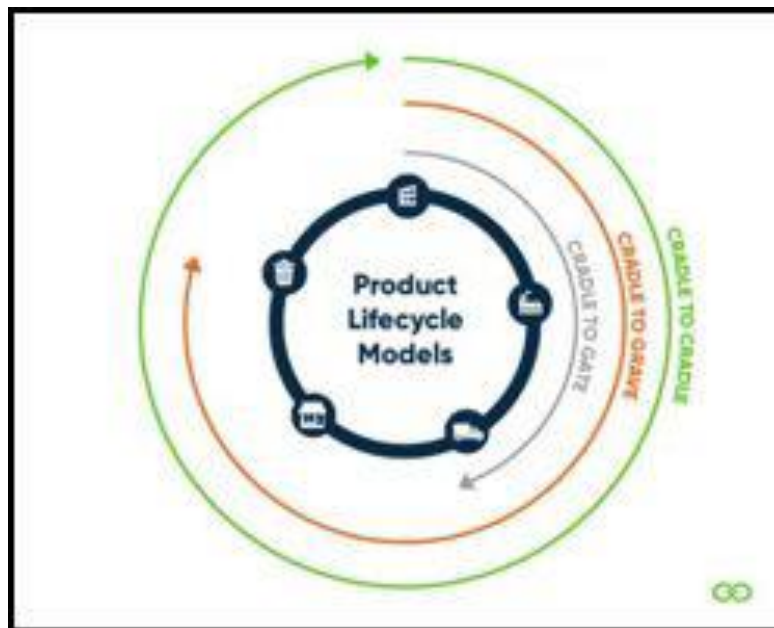 Product
Lifecycle
Models
CRADLE TO GATE
CRADLE TO GRAVE
CRADLE TO CRADLE